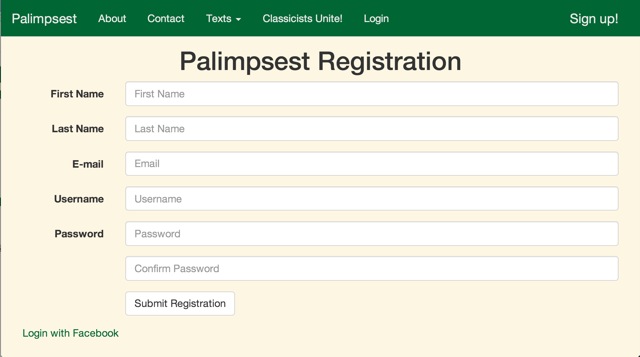 Palimpsest About Contact Texts Classicists Unite! Login Sign up!
Palimpsest Registration
First Name First Name
Last Name Last Name
E-mail Email
Username Username
Password Password
Confirm Password
Submit Registration
Login with Facebook